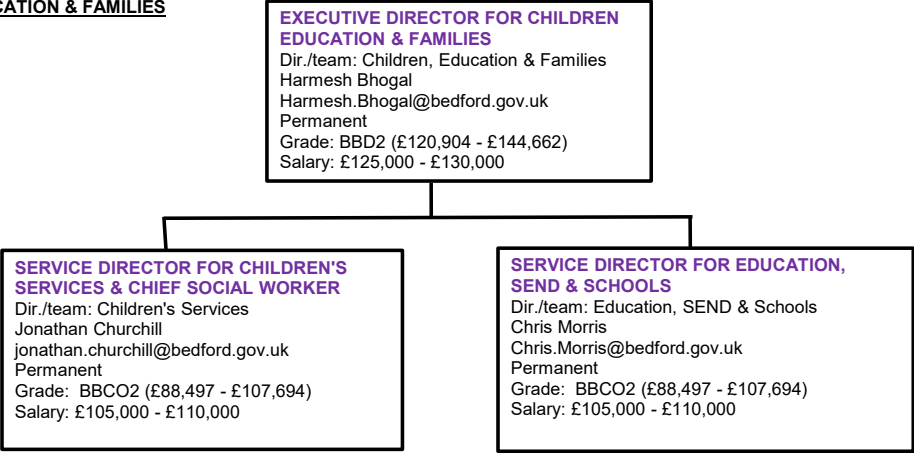 CATION & FAMILIES
EXECUTIVE DIRECTOR FOR CHILDREN
EDUCATION & FAMILIES
Dir./team: Children, Education & Families
Harmesh Bhogal
Harmesh.Bhogal@bedford.gov.uk
Permanent
Grade: BBD2 (£120,904 - £144,662)
Salary: £125,000 - £130,000
SERVICE DIRECTOR FOR CHILDREN'S
SERVICES & CHIEF SOCIAL WORKER
Dir./team: Children's Services
Jonathan Churchill
jonathan.churchill@bedford.gov.uk
Permanent
Grade:  BBCO2 (£88,497 - £107,694)
Salary: £105,000 - £110,000
SERVICE DIRECTOR FOR EDUCATION,
SEND & SCHOOLS
Dir./team: Education, SEND & Schools
Chris Morris
Chris.Morris@bedford.gov.uk
Permanent
Grade:  BBCO2 (£88,497 - £107,694)
Salary: £105,000 - £110,000